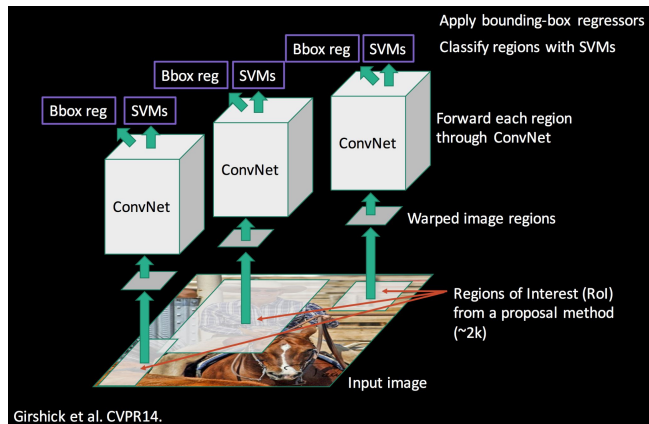 Apply bounding-box regressors
Bbox reg
SVMs
Classify regions with SVMs
Bbox reg
SVMs
Bbox reg
SVMs
ConvNet
Forward each region
through ConvNet
ConvNet
ConvNet
Warped image regions
Regions of Interest (RoI)
from a proposal method
(~2k)
Input image
Girshick et al. CVPR14.